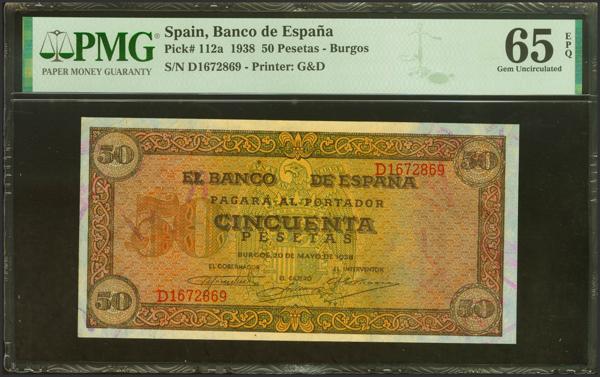 PMG
PAPER MONEY GUARANTY
Spain, Banco de España
Pick# 112a 1938 50 Pesetas - Burgos
S/N D1672869 - Printer: G&D
65 EPQ
Gem Uncirculated
50
50
D1672869
EL BANCO DE ESPAÑA
PAGARÁ AL PORTADOR
50
CINCUENTA
PESETAS
BURGOS, 20 DE MAYO DE 1938
EL GOBERNADOR
EL CAJERO
EL INTERVENTOR
D1672869
50
50